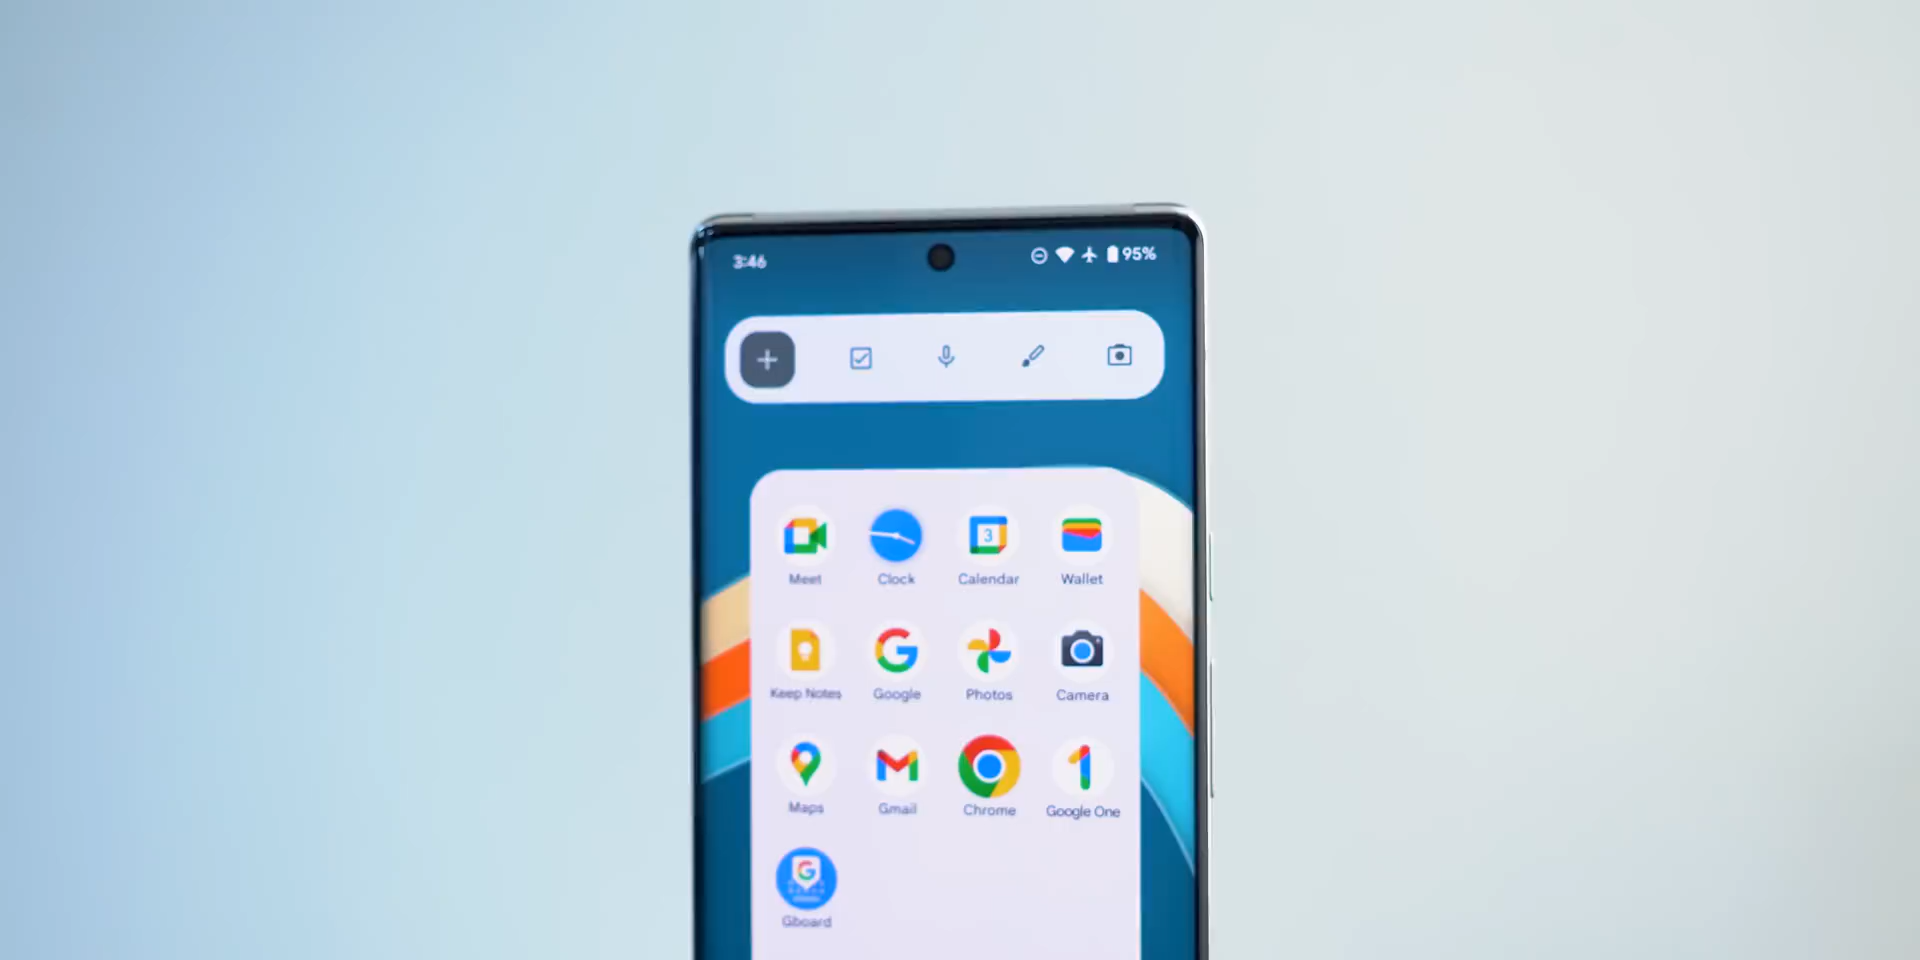 3:46 95%
Meet Clock Calendar Wallet
Keep Notes Google Photos Camera
Maps Gmail Chrome Google One
Gboard